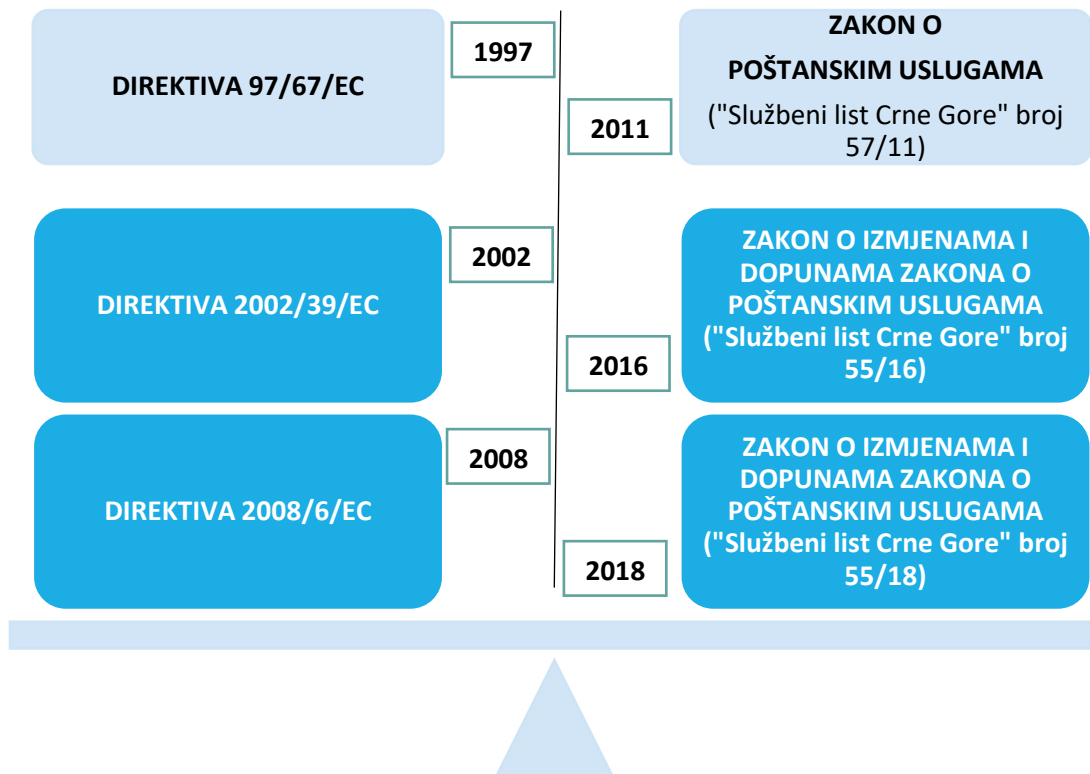 DIREKTIVA 97/67/EC
1997
ZAKON O
POŠTANSKIM USLUGAMA
("Službeni list Crne Gore" broj
57/11)
2011
DIREKTIVA 2002/39/EC
2002
ZAKON O IZMJENAMA I
DOPUNAMA ZAKONA O
POŠTANSKIM USLUGAMA
("Službeni list Crne Gore" broj
55/16)
2016
DIREKTIVA 2008/6/EC
2008
ZAKON O IZMJENAMA I
DOPUNAMA ZAKONA O
POŠTANSKIM USLUGAMA
("Službeni list Crne Gore" broj
55/18)
2018